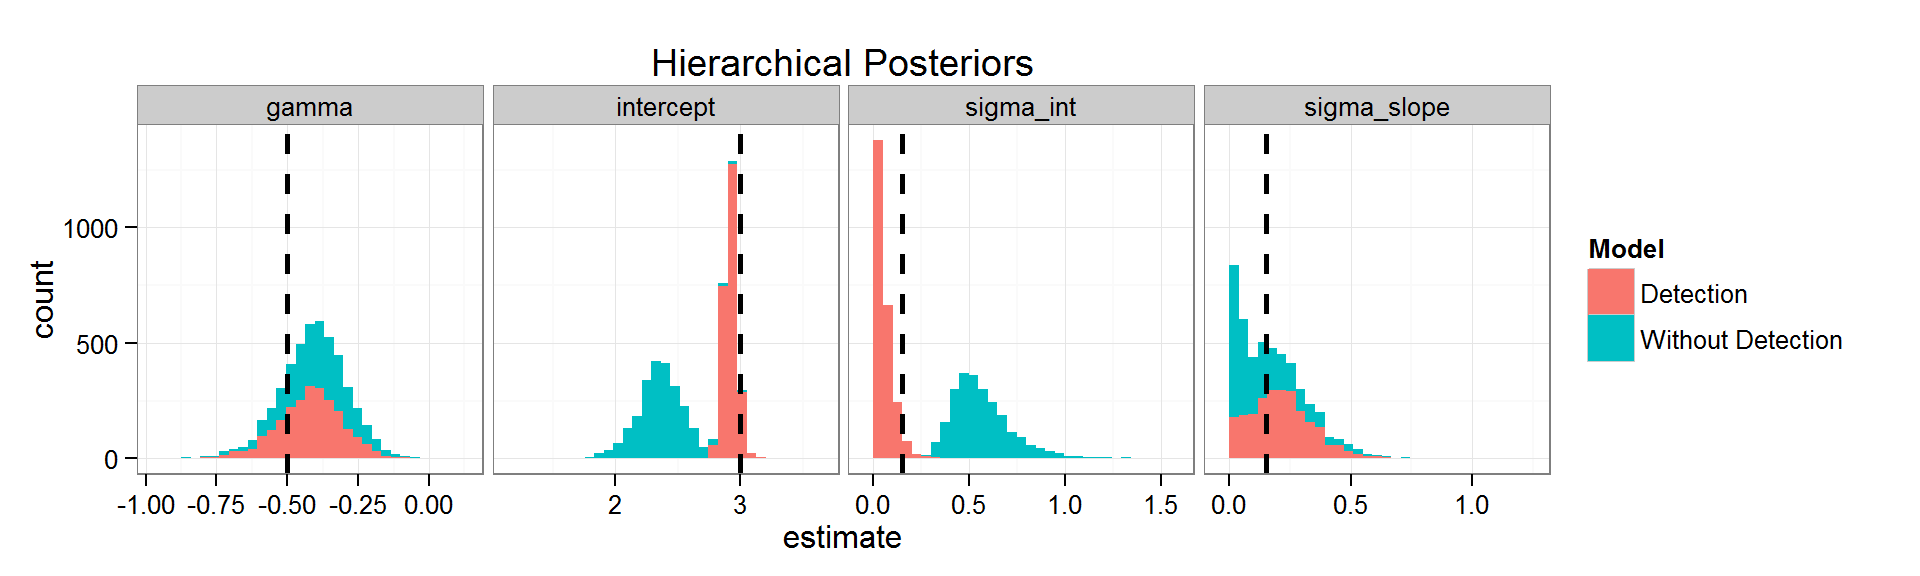 Hierarchical Posteriors
gamma intercept sigma_int sigma_slope
count
1000
500
0
-1.00 -0.75 -0.50 -0.25 0.00
2 3
0.0 0.5 1.0 1.5
0.0 0.5 1.0
estimate
Model
Detection
Without Detection